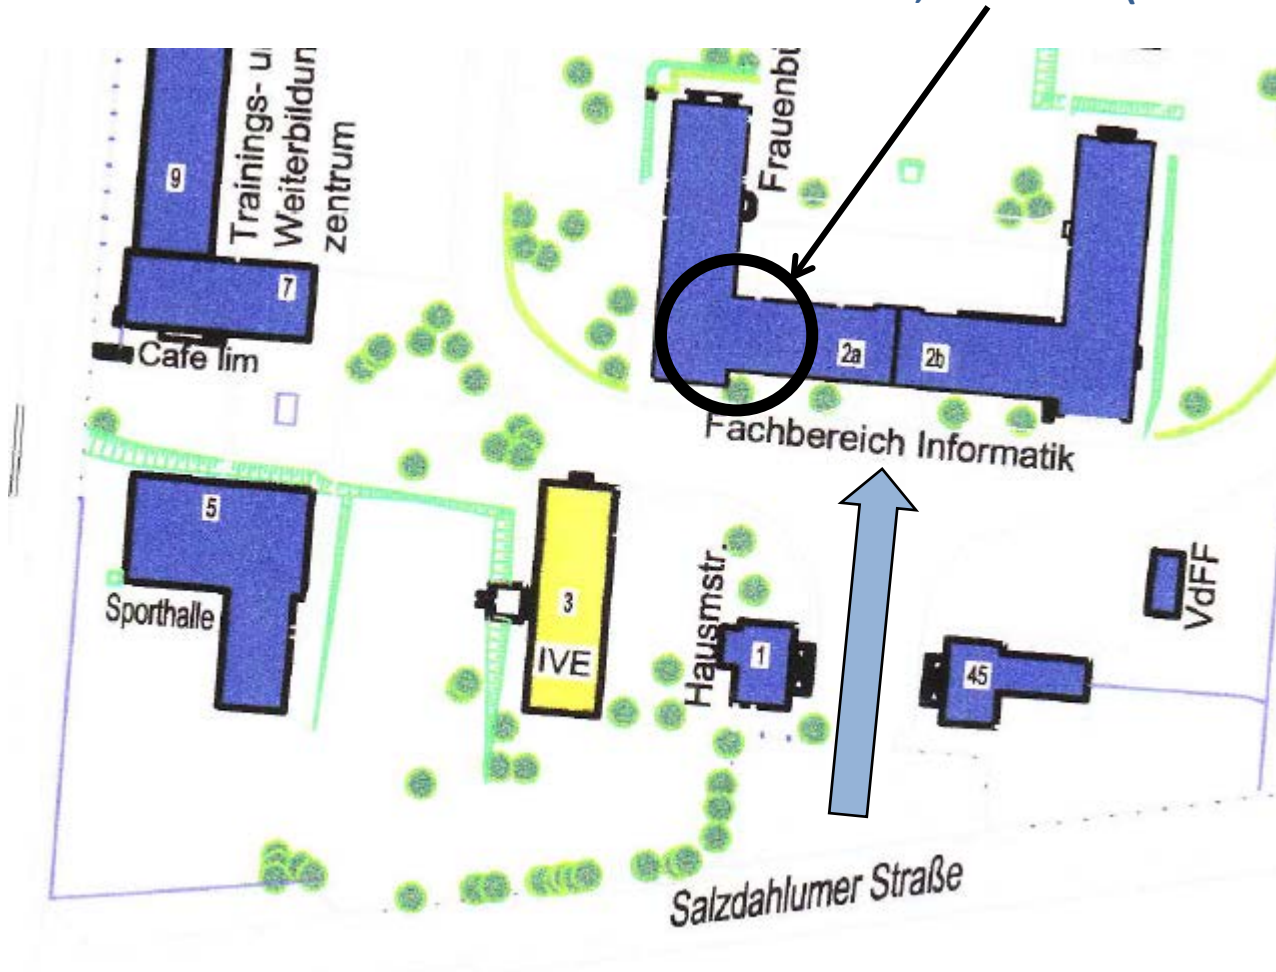 9
Trainings- u
Weiterbildun
zentrum
7
Cafe lim
Frauenbü
2a
2b
Fachbereich Informatik
5
Sporthalle
3
IVE
Hausmstr.
1
45
VdFF
Salzdahlumer Straße